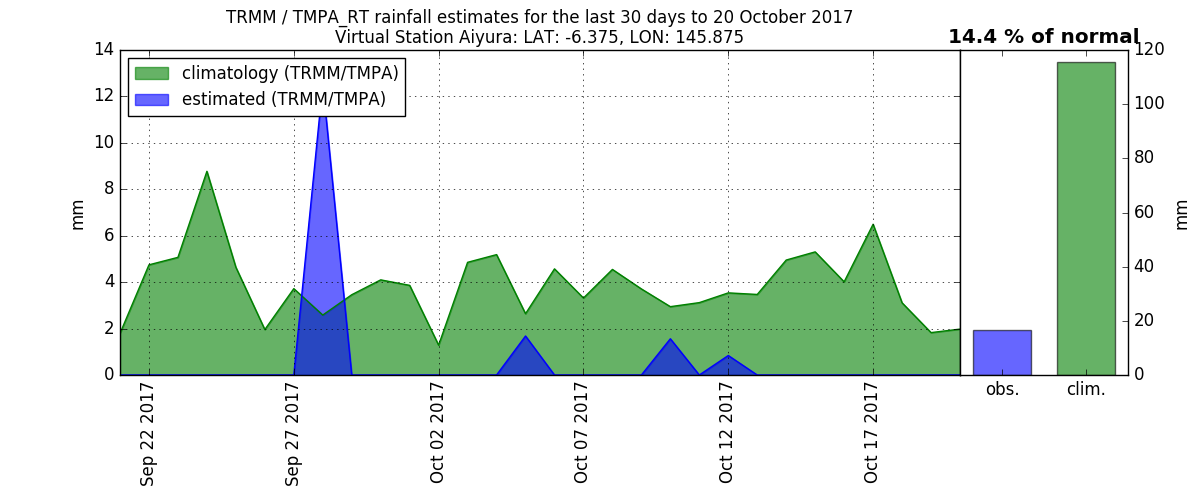 TRMM / TMPA_RT rainfall estimates for the last 30 days to 20 October 2017
Virtual Station Aiyura: LAT: -6.375, LON: 145.875
14.4 % of normal
climatology (TRMM/TMPA)
estimated (TRMM/TMPA)
14
12
10
8
6
4
2
0
mm
Sep 22 2017
Sep 27 2017
Oct 02 2017
Oct 07 2017
Oct 12 2017
Oct 17 2017
120
100
80
60
40
20
0
mm
obs.
clim.